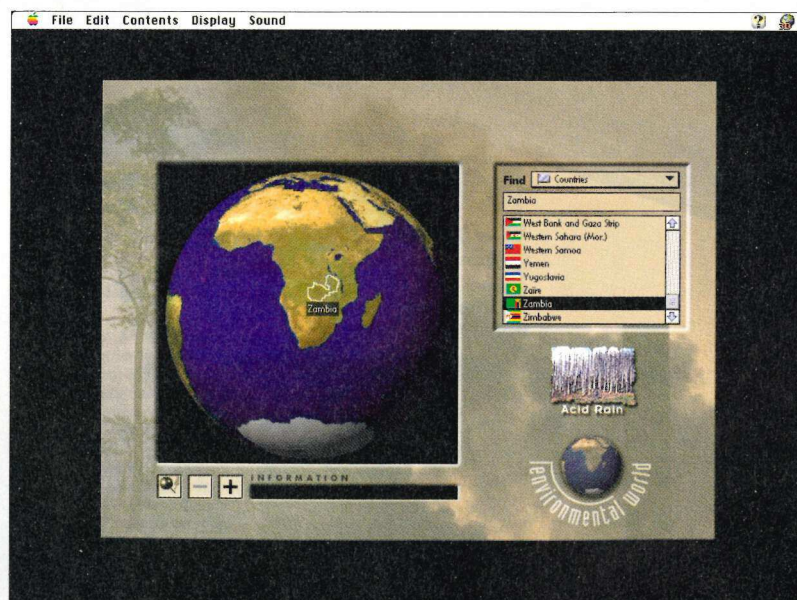 File Edit Contents Display Sound
Find Countries
Zambia
West Bank and Gaza Strip
Western Sahara (Mor.)
Western Samoa
Yemen
Yugoslavia
Zaire
Zambia
Zimbabwe
Zambia
Acid Rain
INFORMATION
environmental world